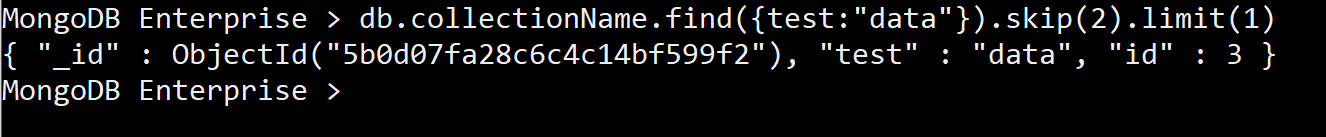 MongoDB Enterprise > db.collectionName.find({test:"data"}).skip(2).limit(1)
{ "_id" : ObjectId("5b0d07fa28c6c4c14bf599f2"), "test" : "data", "id" : 3 }
MongoDB Enterprise >